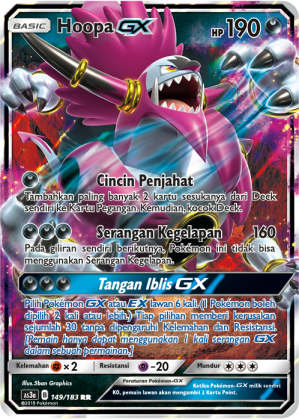 BASIC Hoopa GX HP 190
Cincin Penjahat
Tambahkan paling banyak 2 kartu sesukanya dari Deck
sendiri ke Kartu Pegangan. Kemudian, kocok Deck.
Serangan Kegelapan 160
Pada giliran sendiri berikutnya, Pokémon ini tidak bisa
menggunakan Serangan Kegelapan.
Tangan Iblis GX
Pilih Pokémon GX atau EX lawan 6 kali. (1 Pokémon boleh
dipilih 2 kali atau lebih.) Tiap pilihan memberi kerusakan
sejumlah 30 tanpa dipengaruhi Kelemahan dan Resistansi.
[Pemain hanya dapat menggunakan 1 kali serangan GX
dalam sebuah permainan.]
Kelemahan ×2 Resistansi -20 Mundur
Illus. 5ban Graphics
Peraturan Pokémon-GX
Ketika Pokémon-GX milik sendiri
KO, pemain lawan akan mengambil 2 Kartu Poin.
AS3a D 149/183 RR
©2019 Pokémon